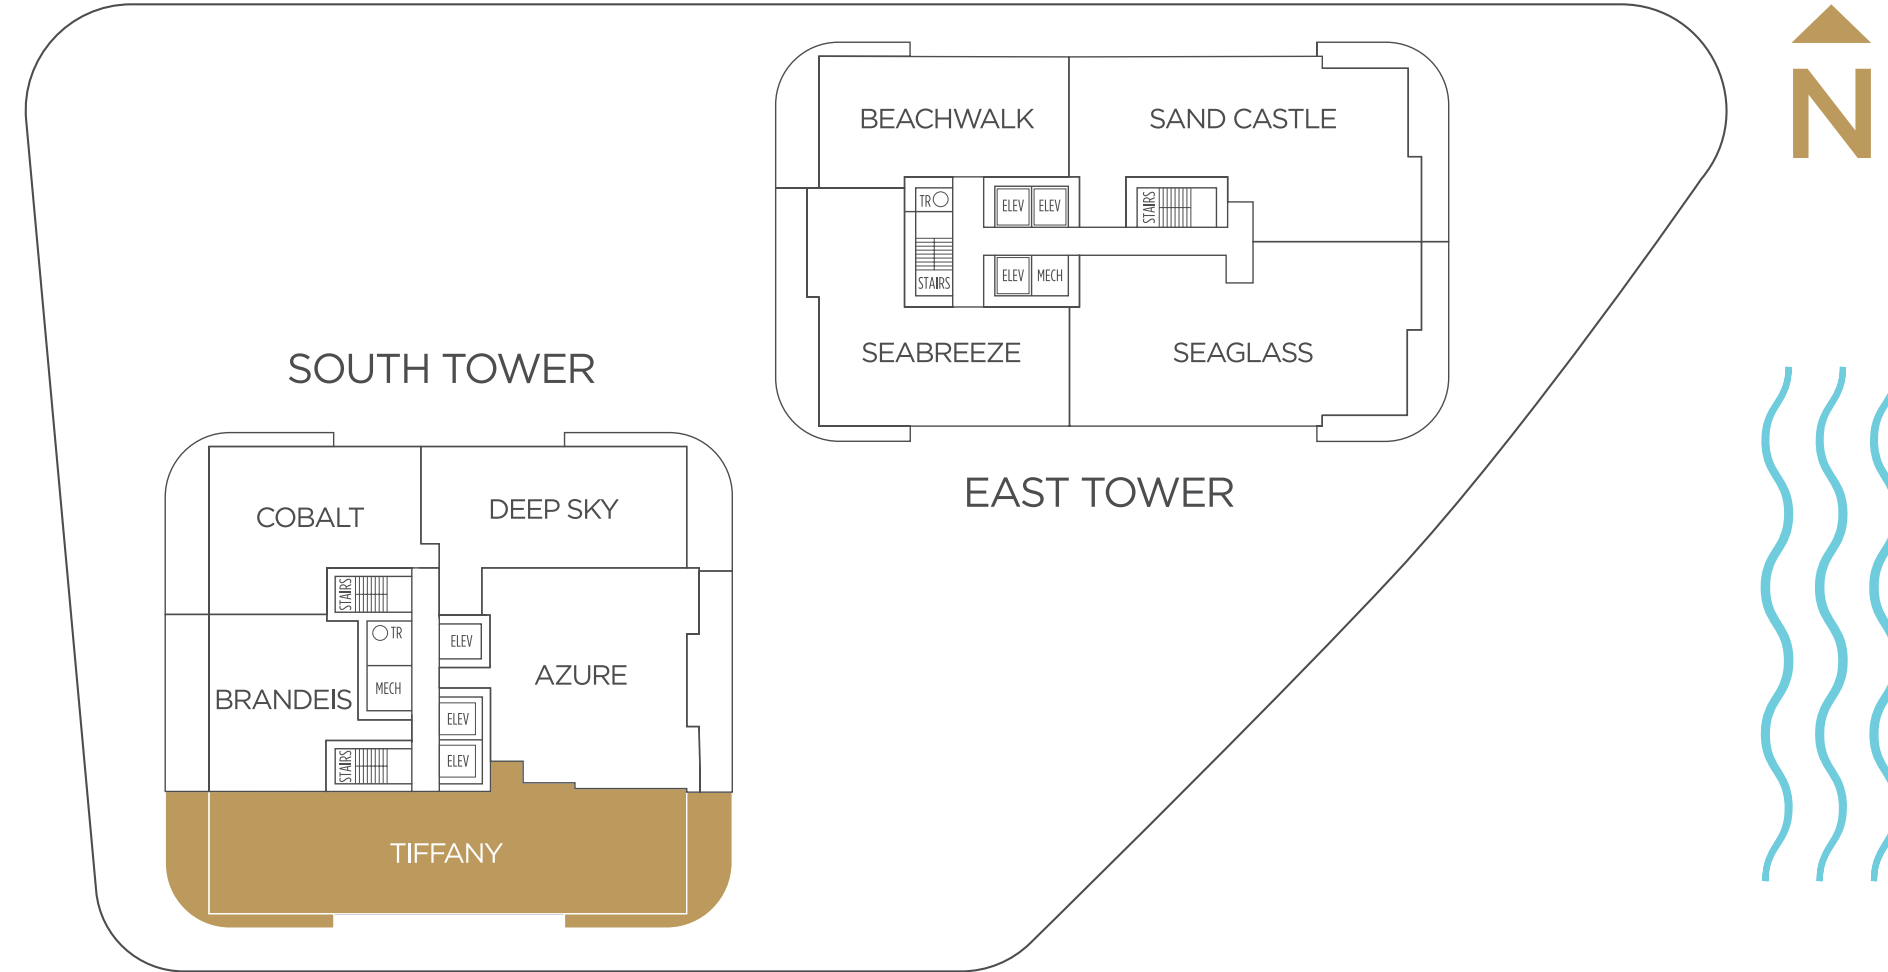 N
BEACHWALK
SAND CASTLE
TR
ELEV
ELEV
STAIRS
STAIRS
ELEV
MECH
SEABREEZE
SEAGLASS
EAST TOWER
SOUTH TOWER
COBALT
DEEP SKY
STAIRS
TR
ELEV
AZURE
BRANDEIS
MECH
ELEV
STAIRS
ELEV
TIFFANY